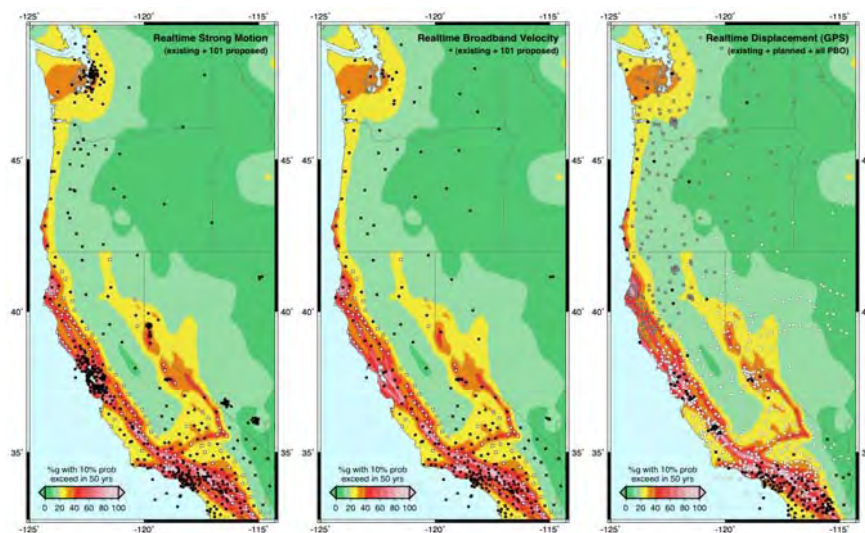 -125° -120° -115°
Realtime Strong Motion
(existing + 101 proposed)
45°
40°
35°
%g with 10% prob
exceed in 50 yrs
0 20 40 60 80 100
-125° -120° -115°
-125° -120° -115°
Realtime Broadband Velocity
* (existing + 101 proposed)
45°
40°
35°
%g with 10% prob
exceed in 50 yrs
0 20 40 60 80 100
-125° -120° -115°
-125° -120° -115°
Realtime Displacement (GPS)
(existing + planned + all PBO)
45°
40°
35°
%g with 10% prob
exceed in 50 yrs
0 20 40 60 80 100
-125° -120° -115°